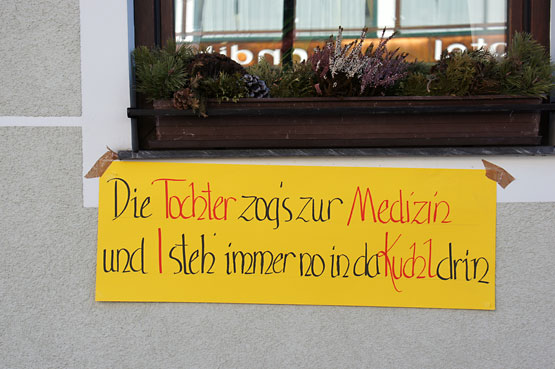 Die Tochter zog's zur Medizin
und I steh' immer no in da Kuchl drin